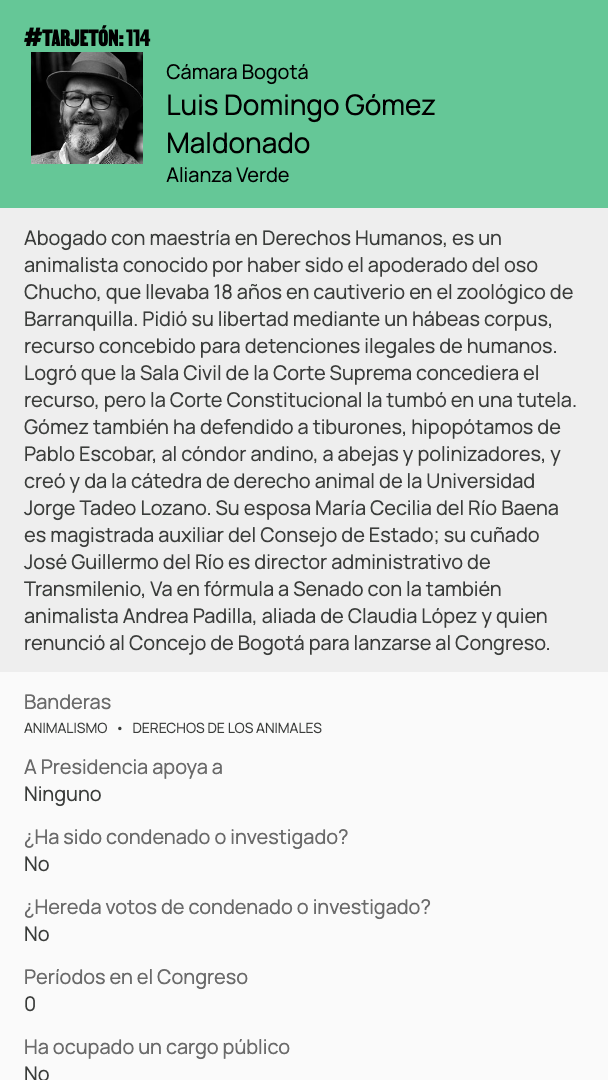 #TARJETÓN: 114
Cámara Bogotá
Luis Domingo Gómez
Maldonado
Alianza Verde
Abogado con maestría en Derechos Humanos, es un
animalista conocido por haber sido el apoderado del oso
Chucho, que llevaba 18 años en cautiverio en el zoológico de
Barranquilla. Pidió su libertad mediante un hábeas corpus,
recurso concebido para detenciones ilegales de humanos.
Logró que la Sala Civil de la Corte Suprema concediera el
recurso, pero la Corte Constitucional la tumbó en una tutela.
Gómez también ha defendido a tiburones, hipopótamos de
Pablo Escobar, al cóndor andino, a abejas y polinizadores, y
creó y da la cátedra de derecho animal de la Universidad
Jorge Tadeo Lozano. Su esposa María Cecilia del Río Baena
es magistrada auxiliar del Consejo de Estado; su cuñado
José Guillermo del Río es director administrativo de
Transmilenio, Va en fórmula a Senado con la también
animalista Andrea Padilla, aliada de Claudia López y quien
renunció al Concejo de Bogotá para lanzarse al Congreso.
Banderas
ANIMALISMO • DERECHOS DE LOS ANIMALES
A Presidencia apoya a
Ninguno
¿Ha sido condenado o investigado?
No
¿Hereda votos de condenado o investigado?
No
Períodos en el Congreso
0
Ha ocupado un cargo público
No